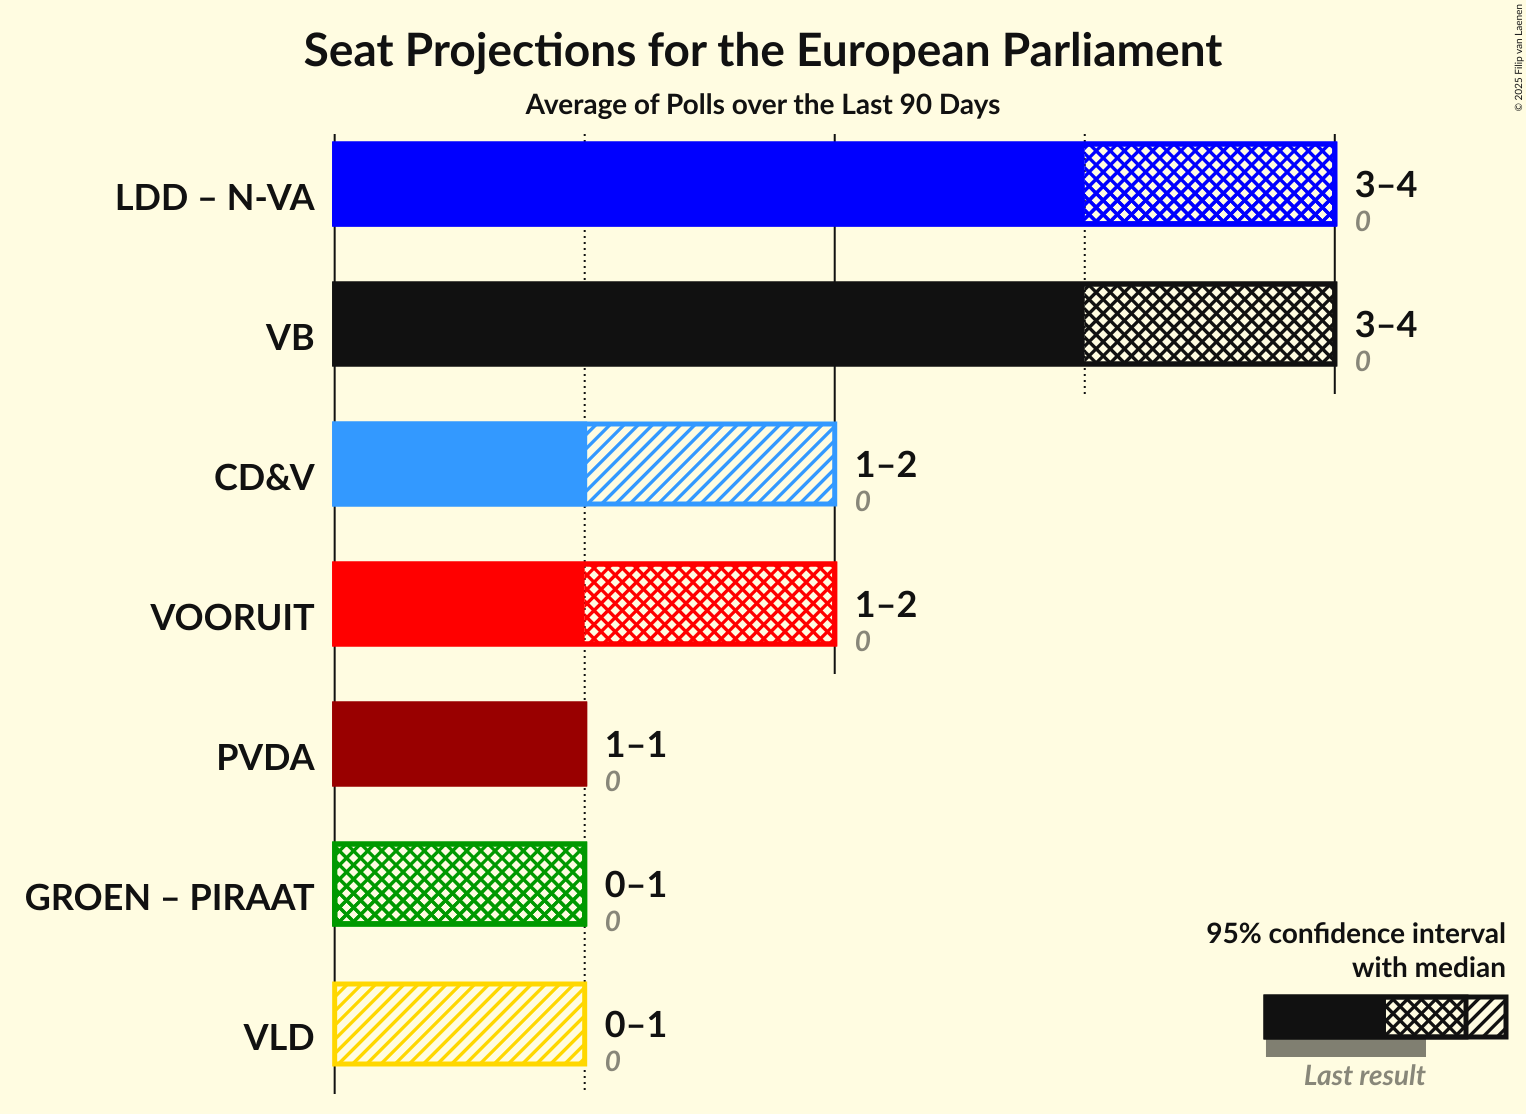 Seat Projections for the European Parliament
Average of Polls over the Last 90 Days
© 2025 Filip van Laenen
LDD – N-VA
3–4
0
VB
3–4
0
CD&V
1–2
0
VOORUIT
1–2
0
PVDA
1–1
0
GROEN – PIRAAT
0–1
0
VLD
0–1
0
95% confidence interval
with median
Last result